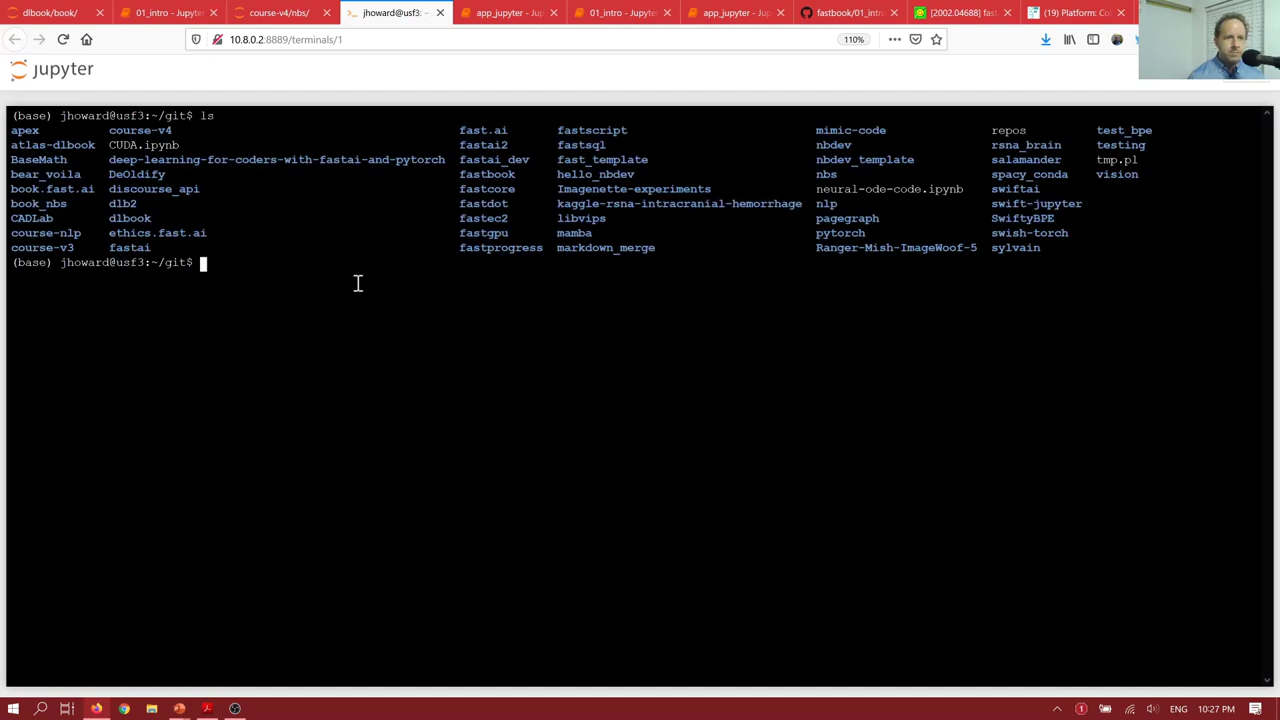 dlbook/book/
01_intro - Jupyte
course-v4/nbs/
jhoward@usf3: ~
app_jupyter - Jup
01_intro - Jupyte
app_jupyter - Jup
fastbook/01_intro
[2002.04688] fast
(19) Platform: Col
10.8.0.2:8889/terminals/1
110%
jupyter
(base) jhoward@usf3:~/git$ ls
apex course-v4 fast.ai fastscript mimic-code repos test_bpe
atlas-dlbook CUDA.ipynb fastai2 fastsql nbdev rsna_brain testing
BaseMath deep-learning-for-coders-with-fastai-and-pytorch fastai_dev fast_template nbdev_template salamander tmp.pl
bear_voila DeOldify fastbook hello_nbdev nbs spacy_conda vision
book.fast.ai discourse_api fastcore Imagenette-experiments neural-ode-code.ipynb swiftai
book_nbs dlb2 fastdot kaggle-rsna-intracranial-hemorrhage nlp swift-jupyter
CADLab dlbook fastec2 libvips pagegraph SwiftyBPE
course-nlp ethics.fast.ai fastgpu mamba pytorch swish-torch
course-v3 fastai fastprogress markdown_merge Ranger-Mish-ImageWoof-5 sylvain
(base) jhoward@usf3:~/git$
ENG 10:27 PM